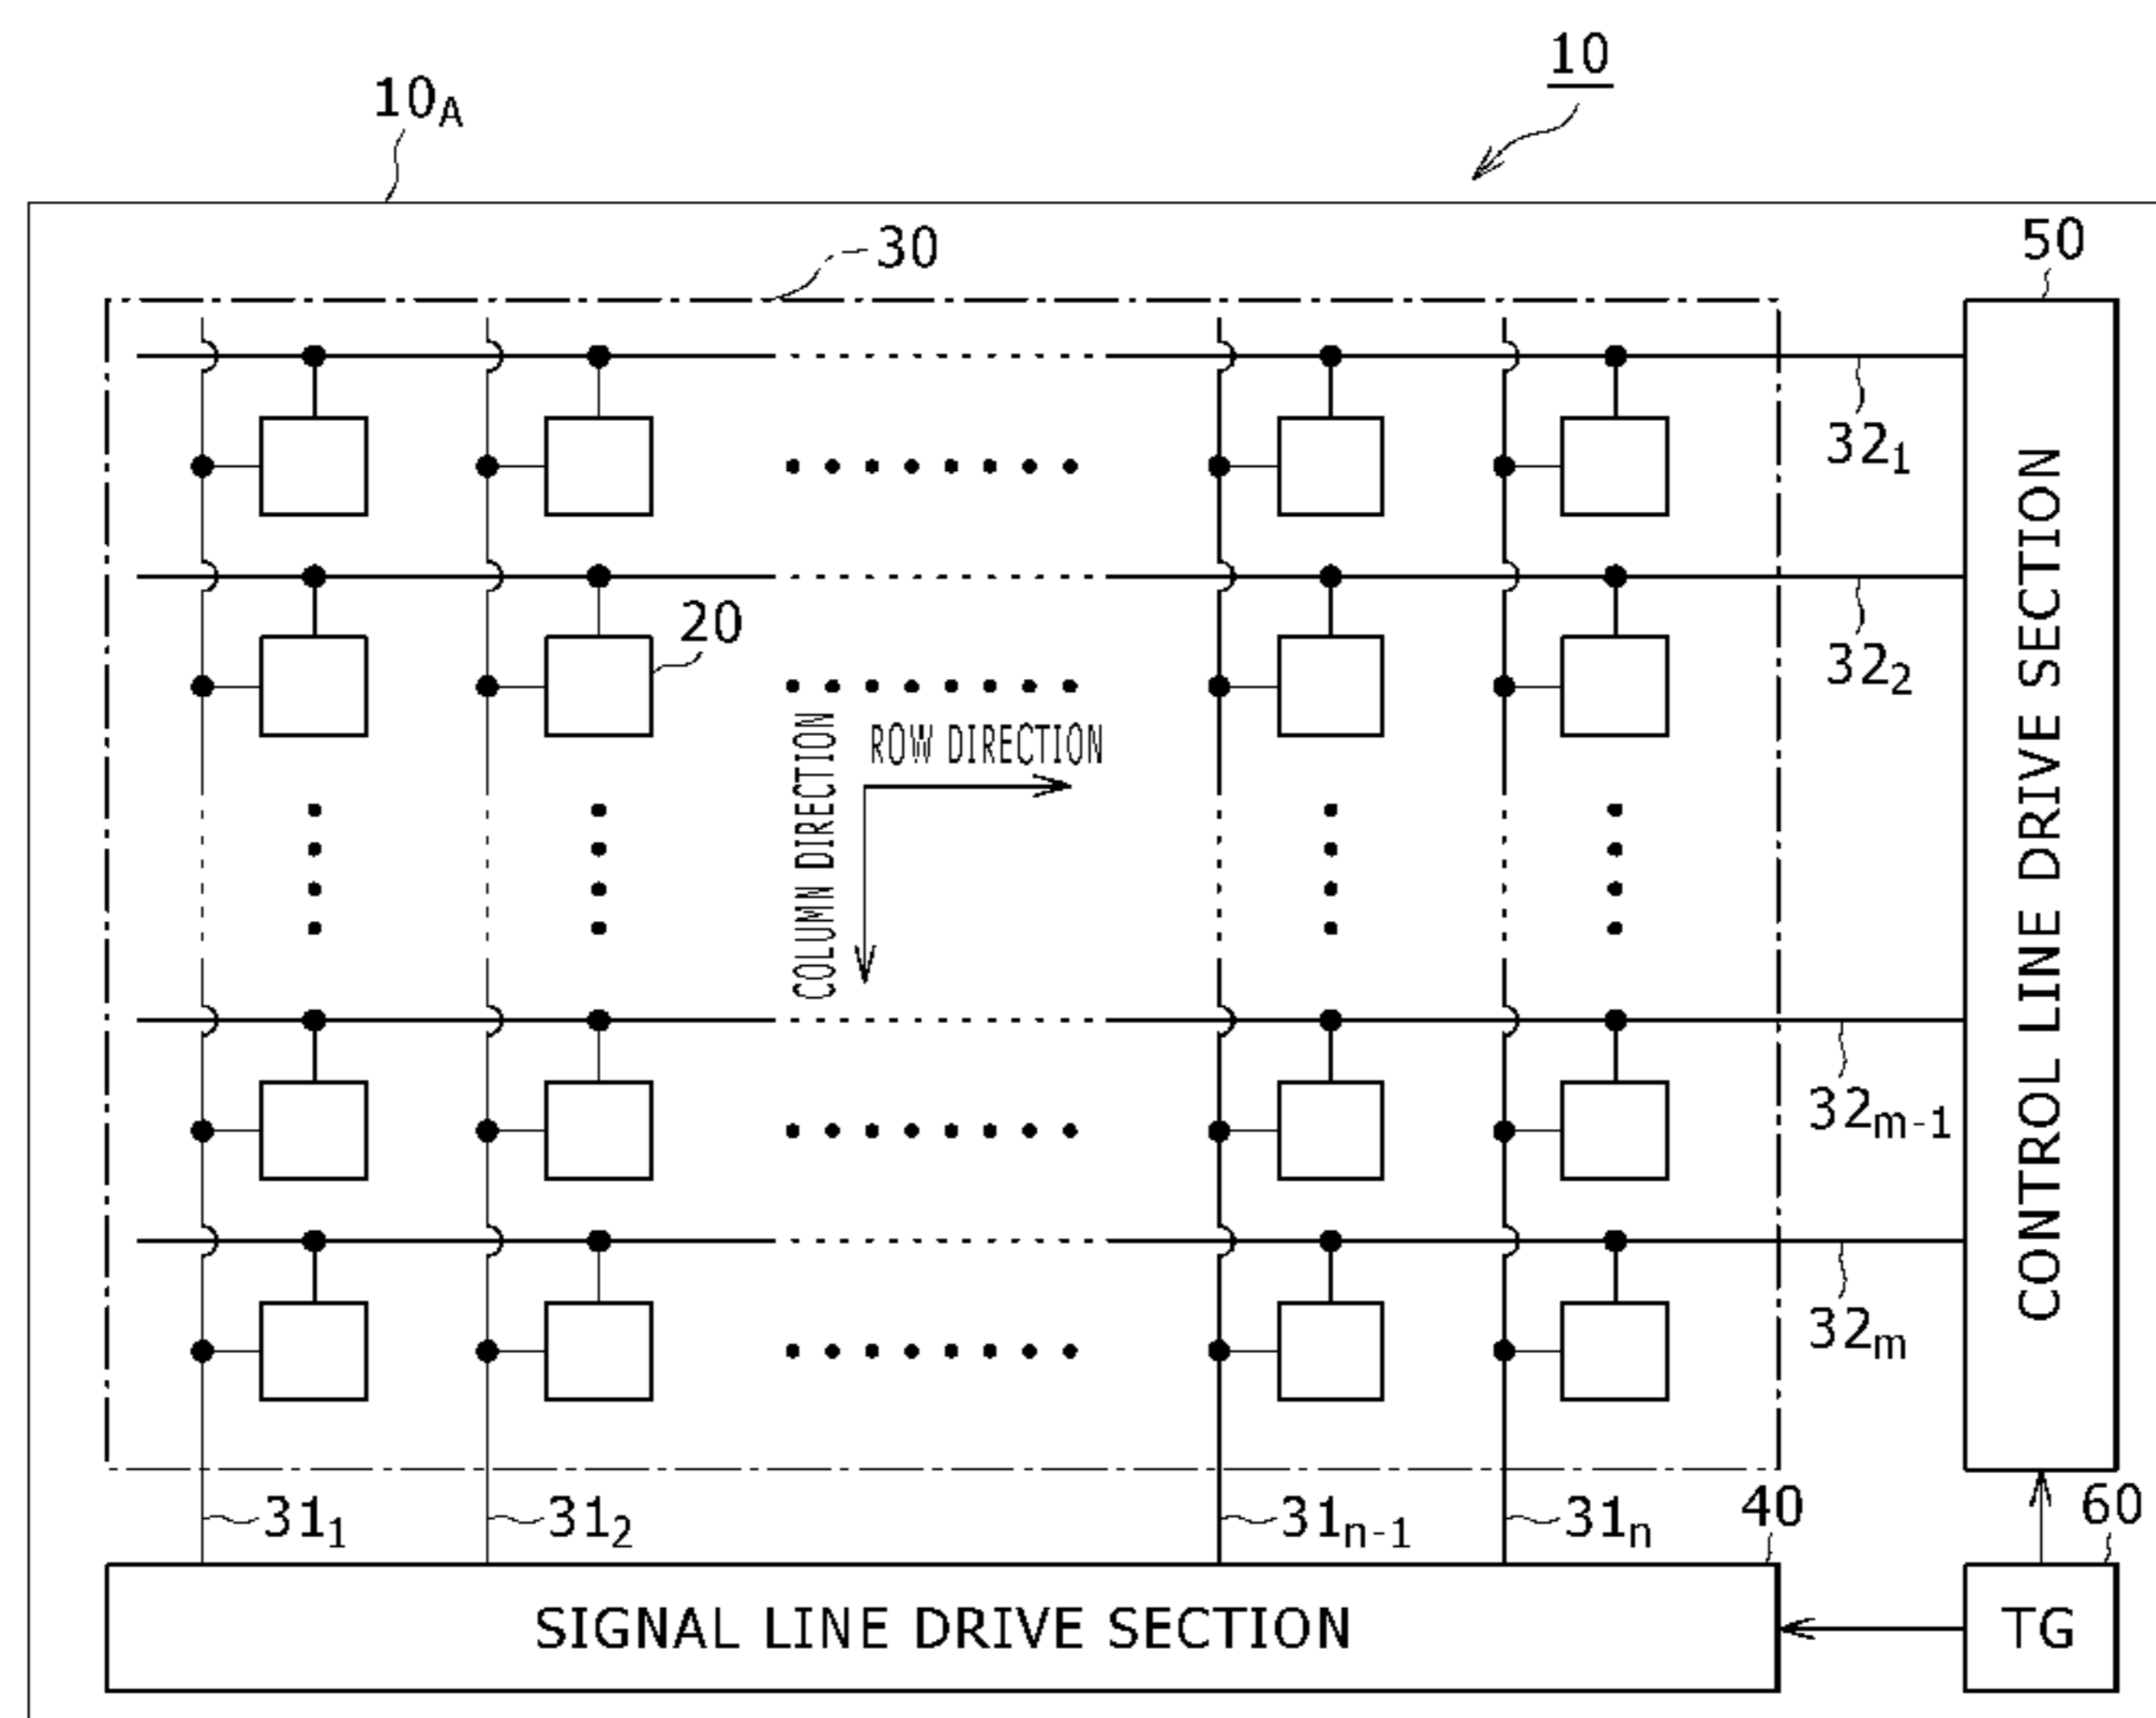 10
10A
30
50
321
322
20
ROW DIRECTION
COLUMN DIRECTION
CONTROL LINE DRIVE SECTION
32m-1
32m
311
312
31n-1
31n
40
60
SIGNAL LINE DRIVE SECTION
TG